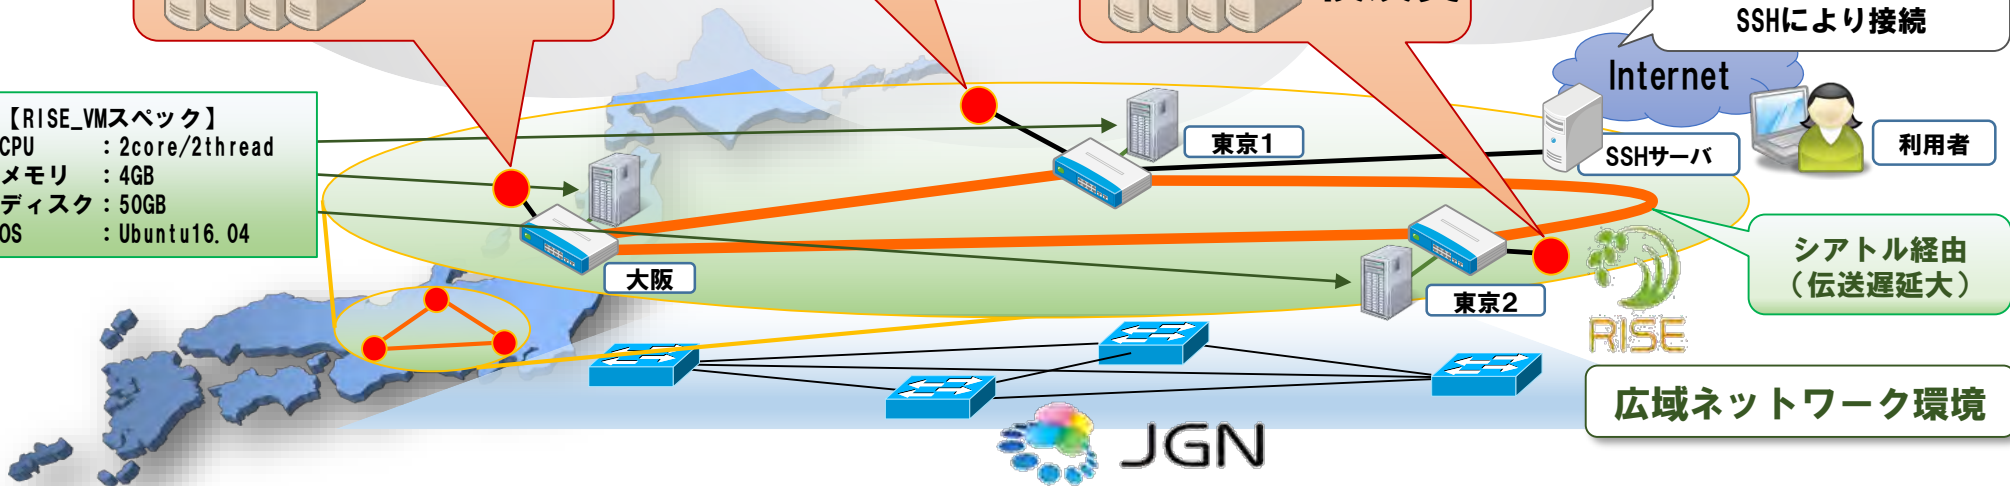 SSHにより接続
Internet
【RISE_VMスペック】
CPU : 2core/2thread
メモリ : 4GB
ディスク : 50GB
OS : Ubuntu16.04
東京1
SSHサーバ
利用者
大阪
東京2
シアトル経由
（伝送遅延大）
RISE
広域ネットワーク環境
JGN